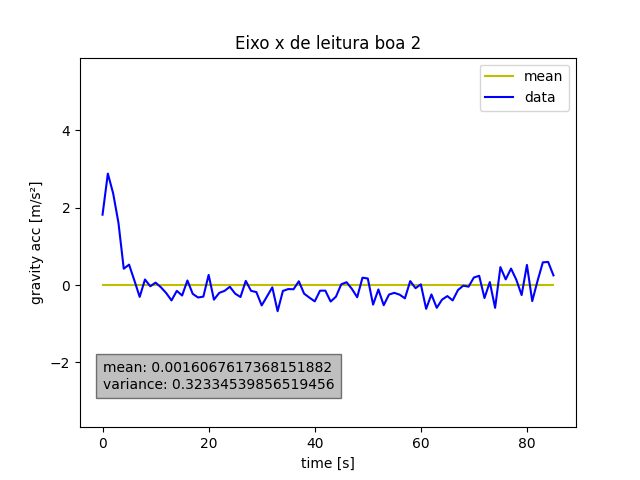 Eixo x de leitura boa 2
mean
data
gravity acc [m/s²]
4
2
0
−2
mean: 0.0016067617368151882
variance: 0.32334539856519456
0 20 40 60 80
time [s]